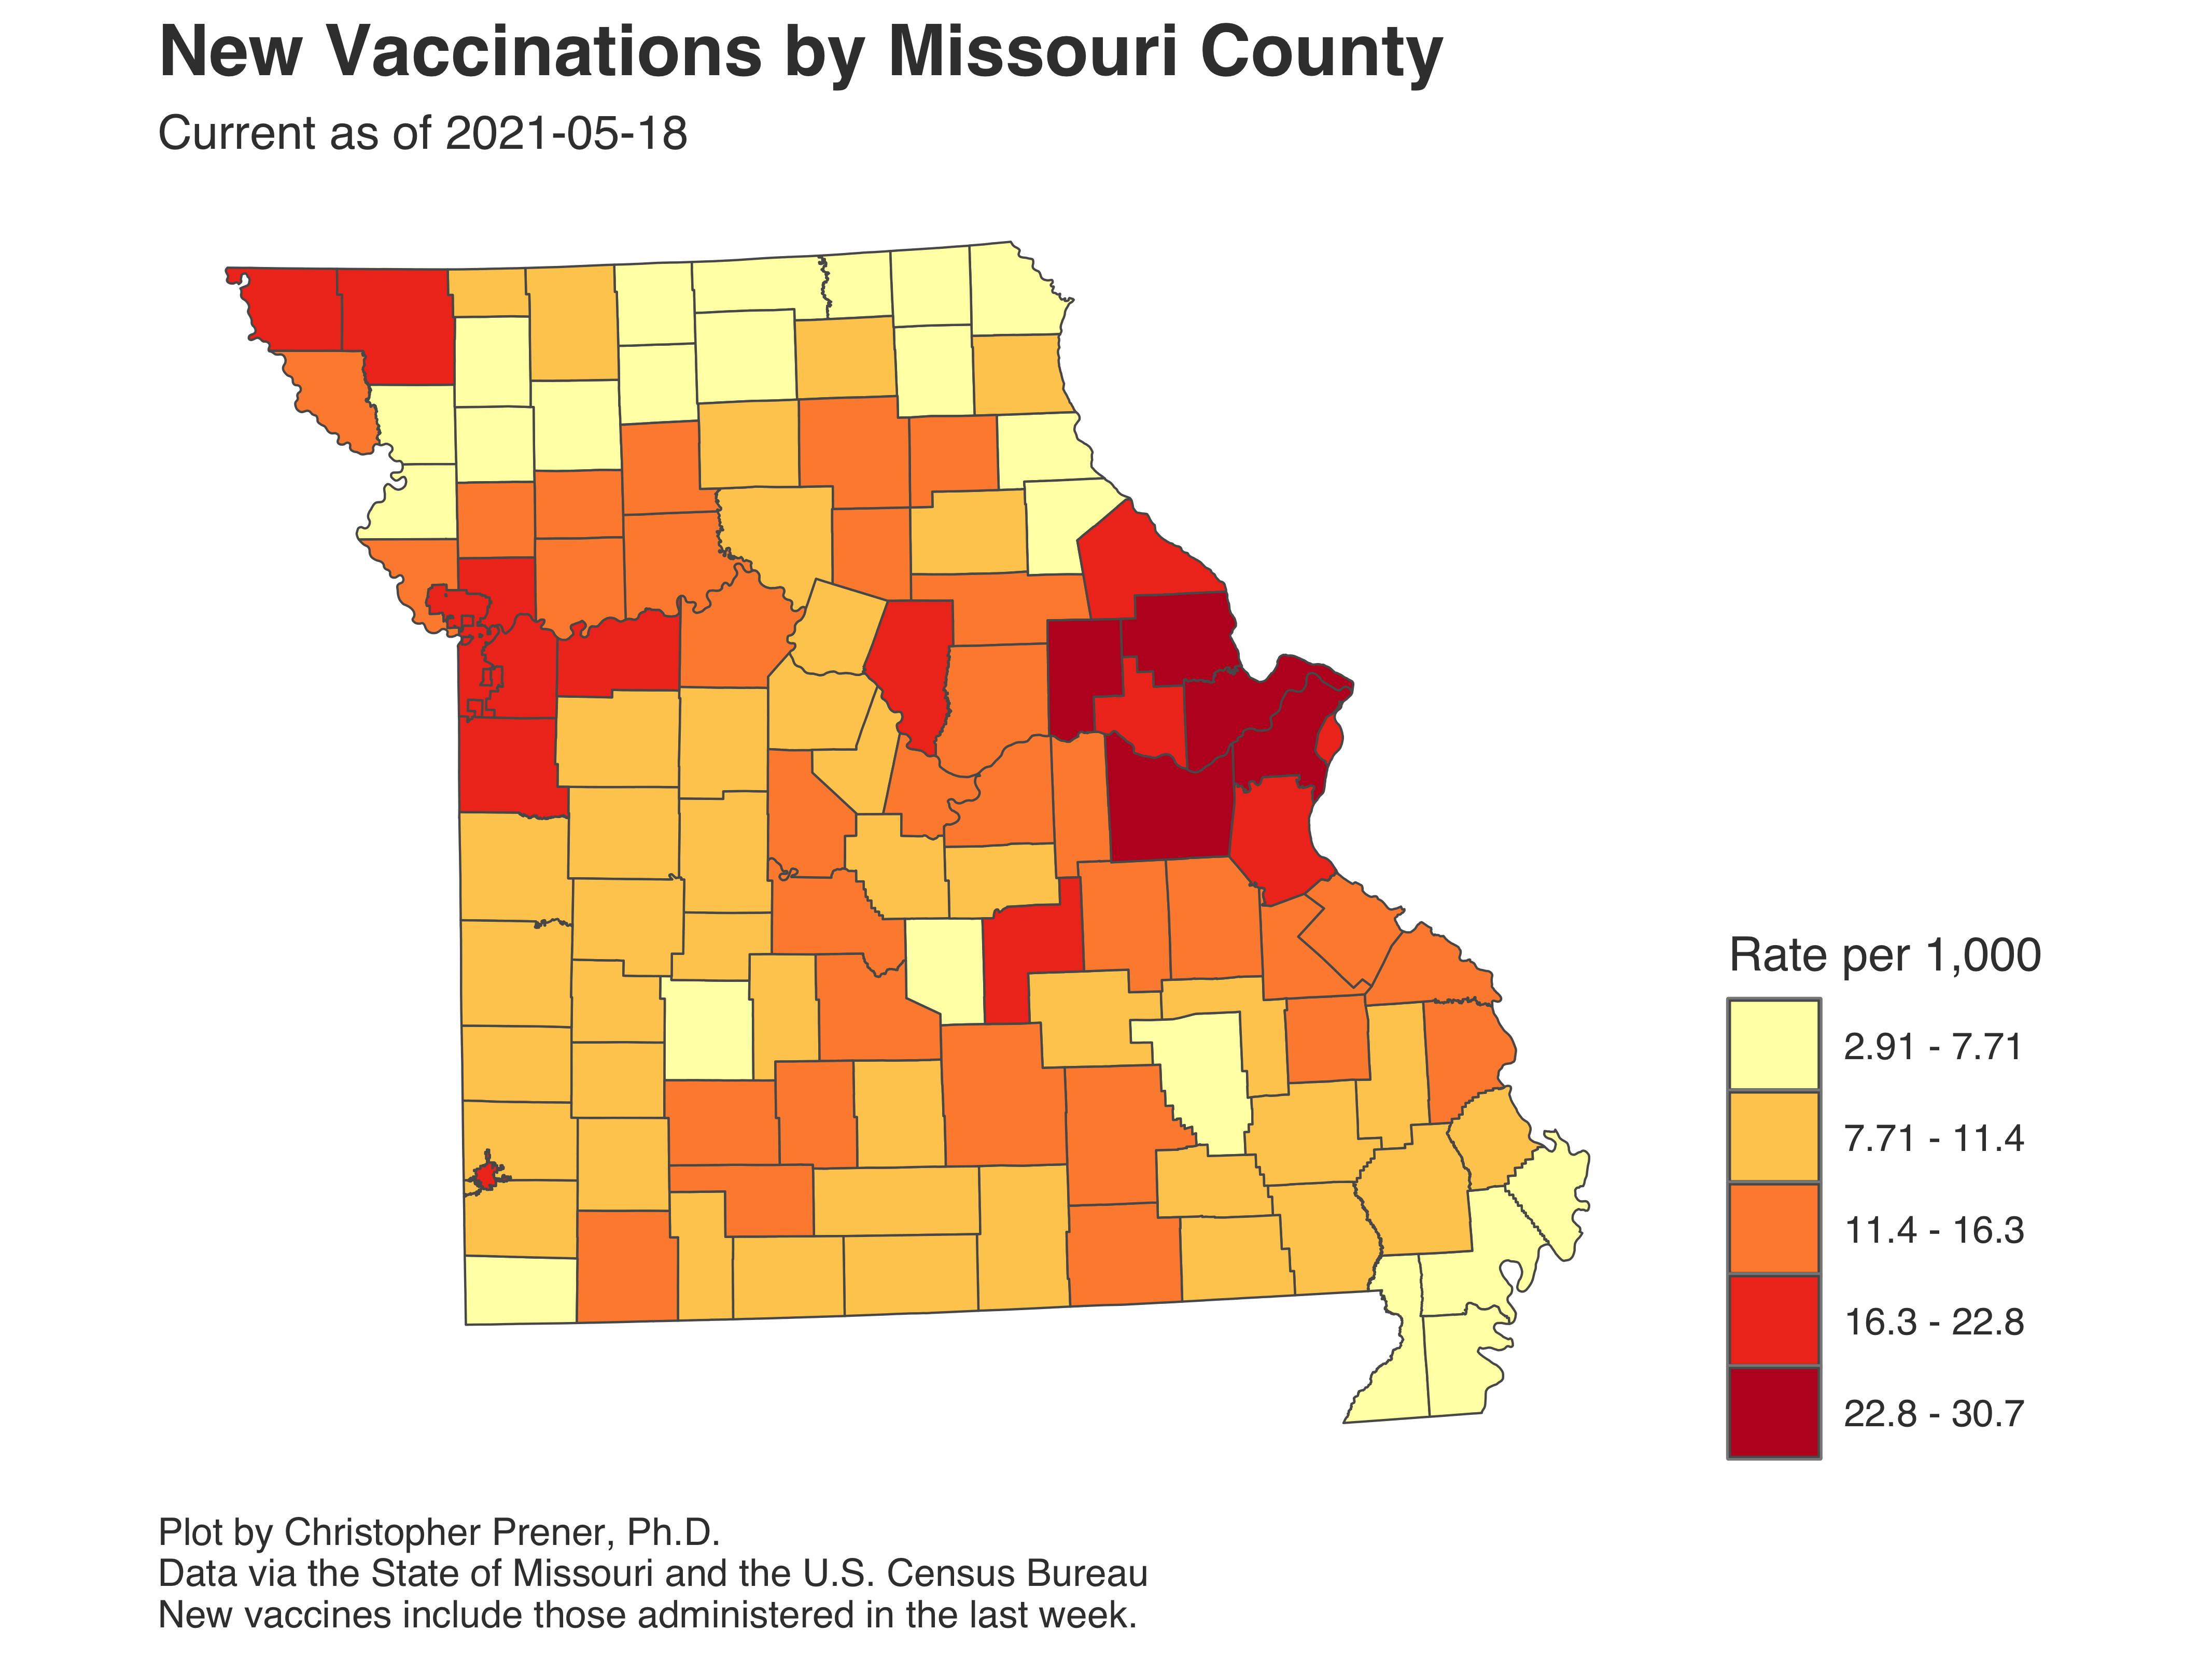 New Vaccinations by Missouri County
Current as of 2021-05-18
Rate per 1,000
2.91 - 7.71
7.71 - 11.4
11.4 - 16.3
16.3 - 22.8
22.8 - 30.7
Plot by Christopher Prener, Ph.D.
Data via the State of Missouri and the U.S. Census Bureau
New vaccines include those administered in the last week.